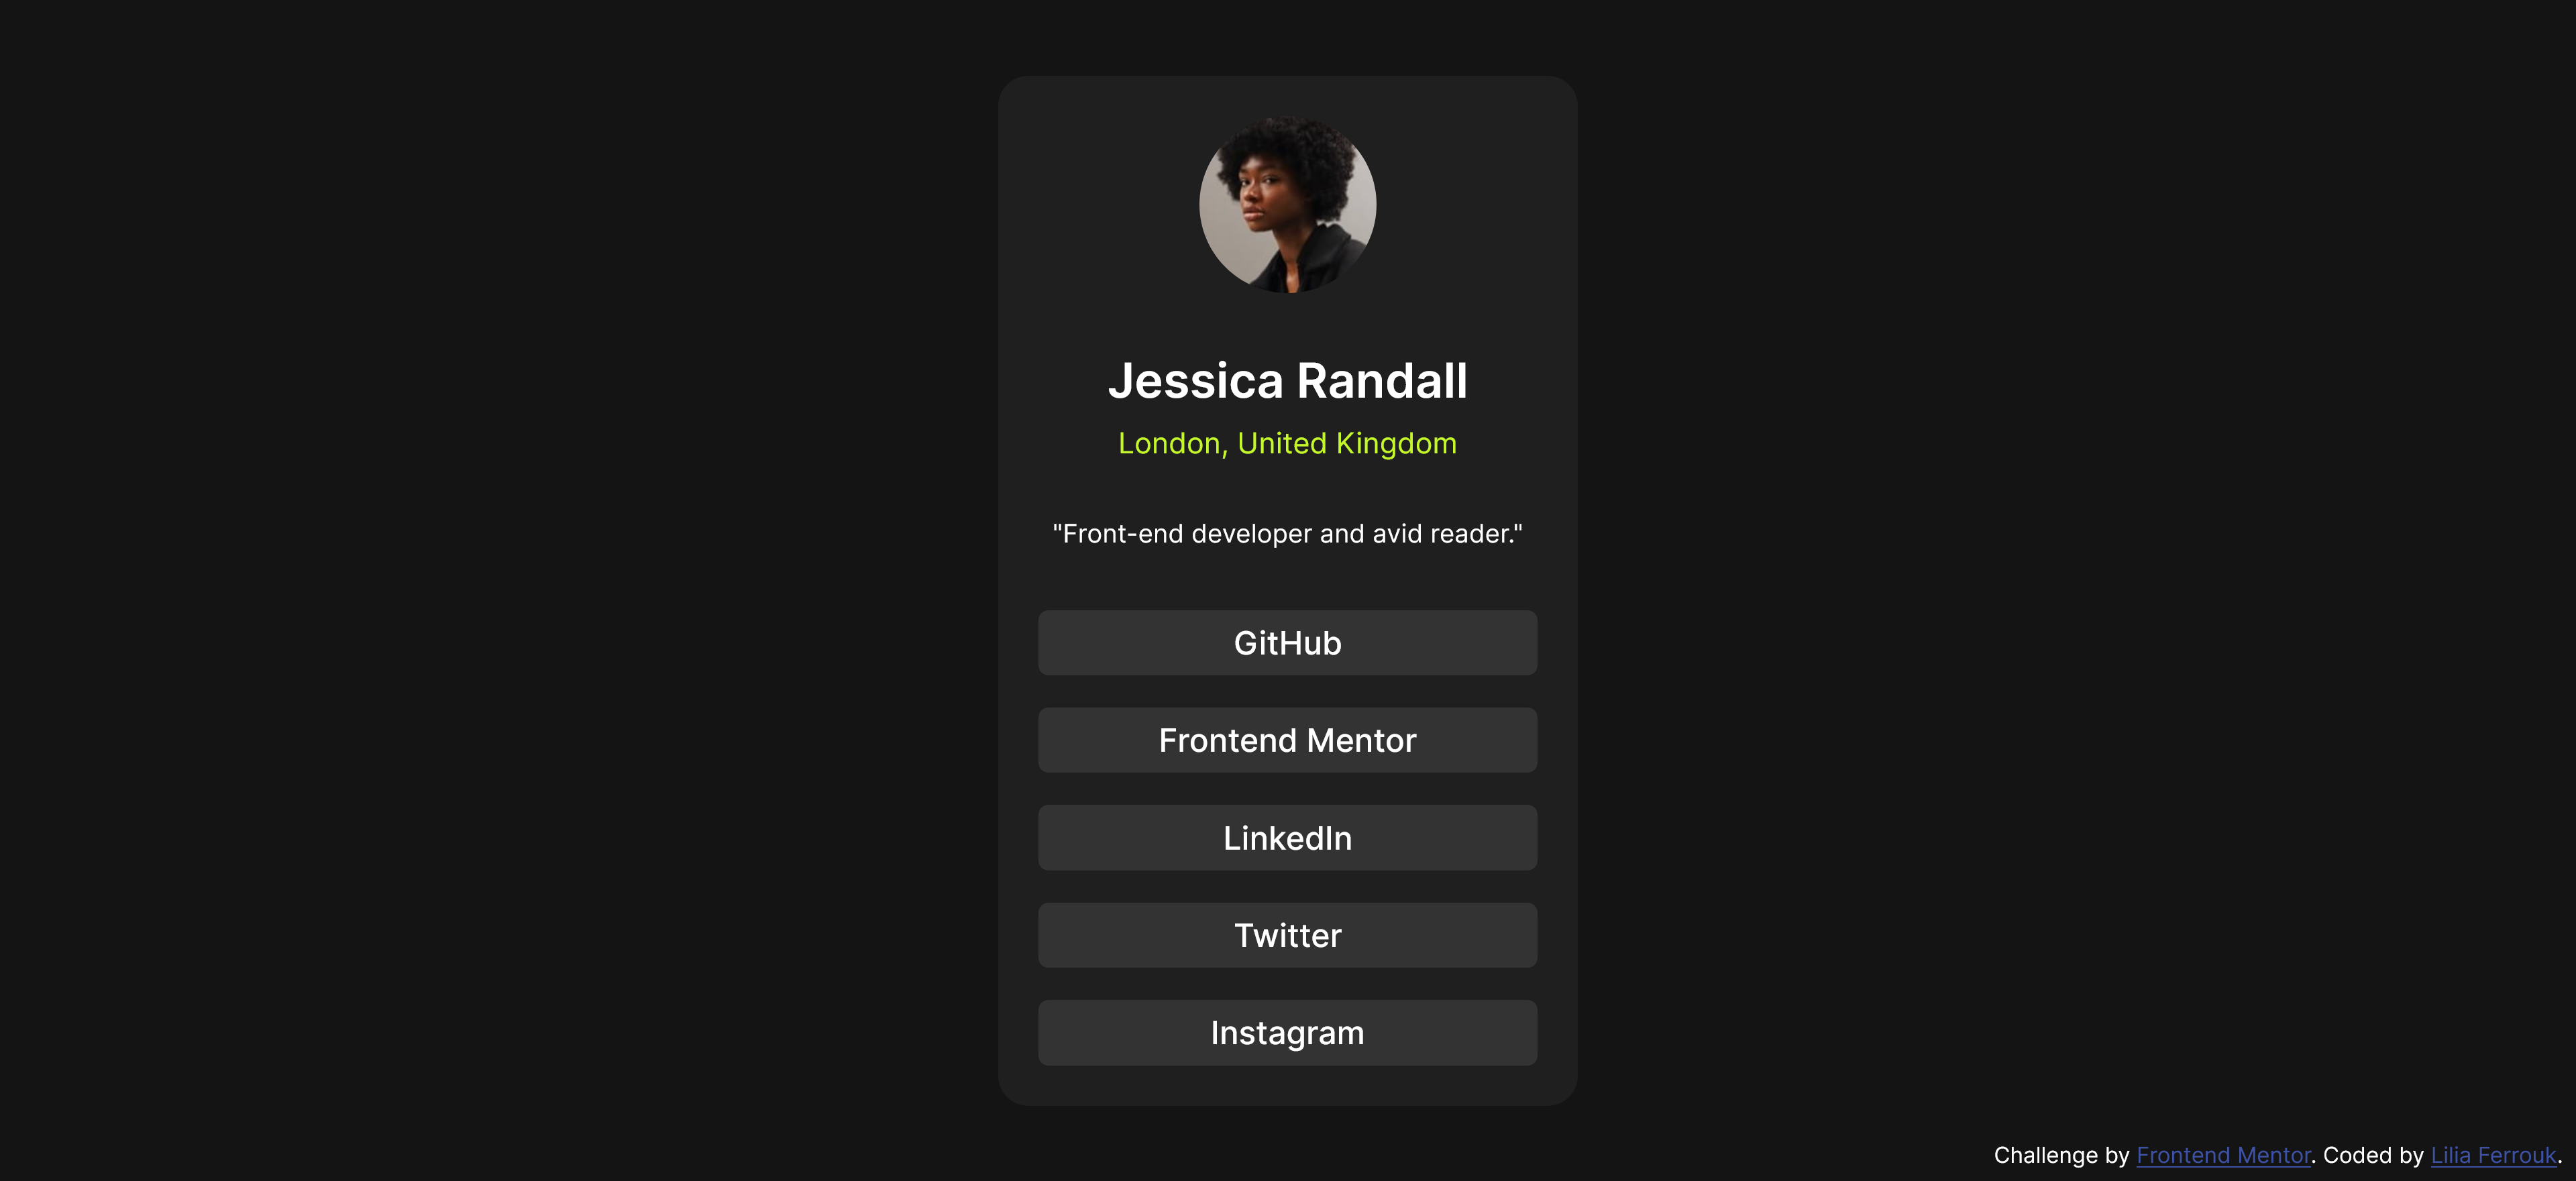 Jessica Randall
London, United Kingdom
"Front-end developer and avid reader."
GitHub
Frontend Mentor
LinkedIn
Twitter
Instagram
Challenge by Frontend Mentor. Coded by Lilia Ferrouk.